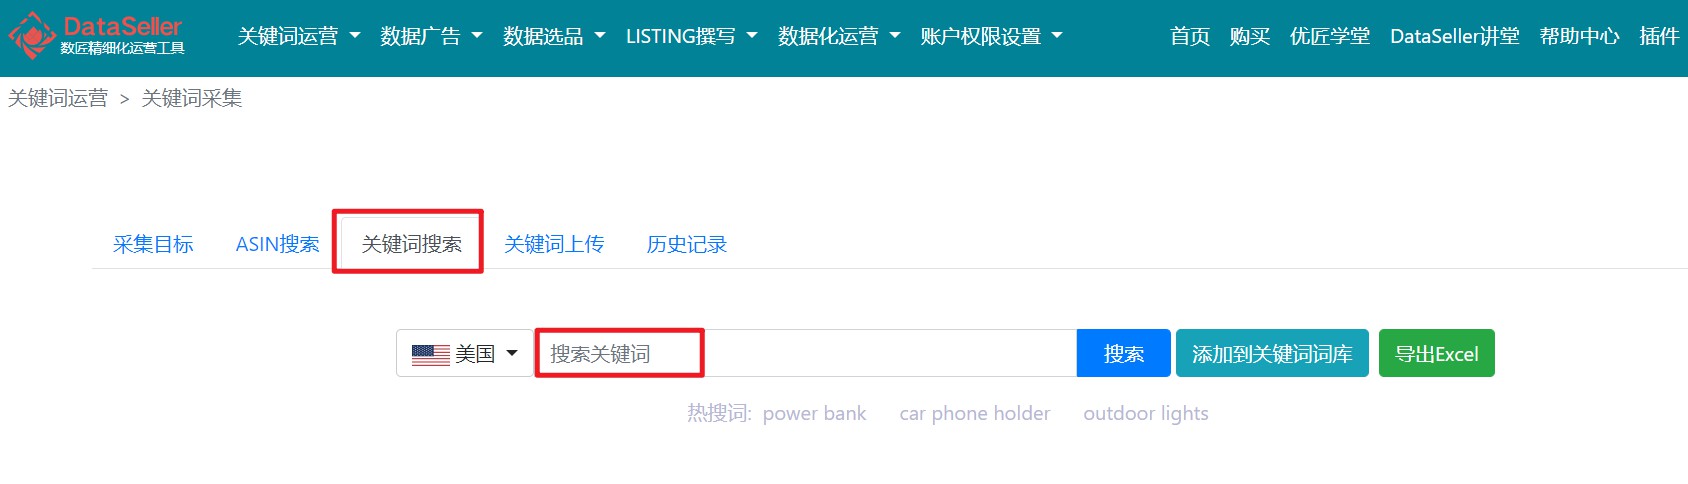 DataSeller
数匠精细化运营工具
关键词运营 数据广告 数据选品 LISTING撰写 数据化运营 账户权限设置 首页 购买 优匠学堂 DataSeller讲堂 帮助中心 插件
关键词运营 > 关键词采集
采集目标 ASIN搜索 关键词搜索 关键词上传 历史记录
美国 搜索关键词 搜索 添加到关键词词库 导出Excel
热搜词: power bank car phone holder outdoor lights